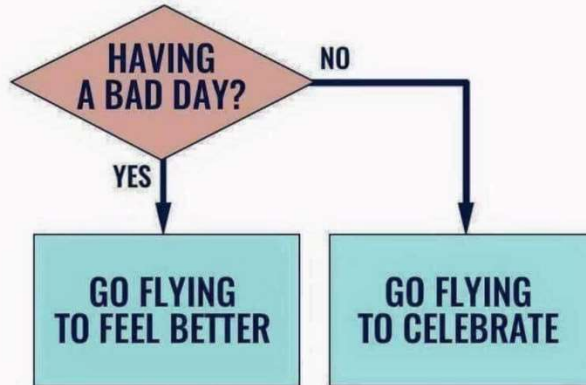 HAVING
A BAD DAY?
NO
YES
GO FLYING
TO FEEL BETTER
GO FLYING
TO CELEBRATE